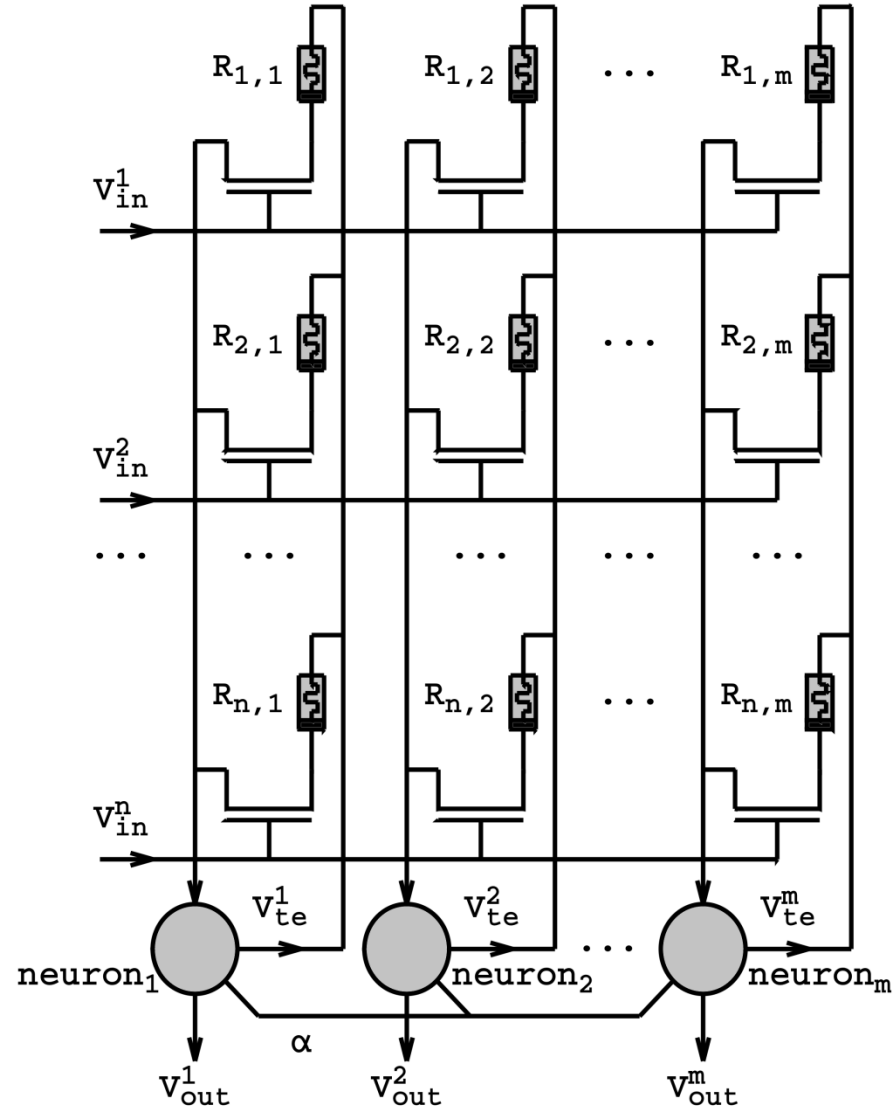 R1,1 R1,2 ... R1,m
V1in
R2,1 R2,2 ... R2,m
V2in
... ... ... ... ...
Rn,1 Rn,2 ... Rn,m
Vnin
V1te V2te ... Vmte
neuron1 neuron2 neuronm
α
V1out V2out Vmout